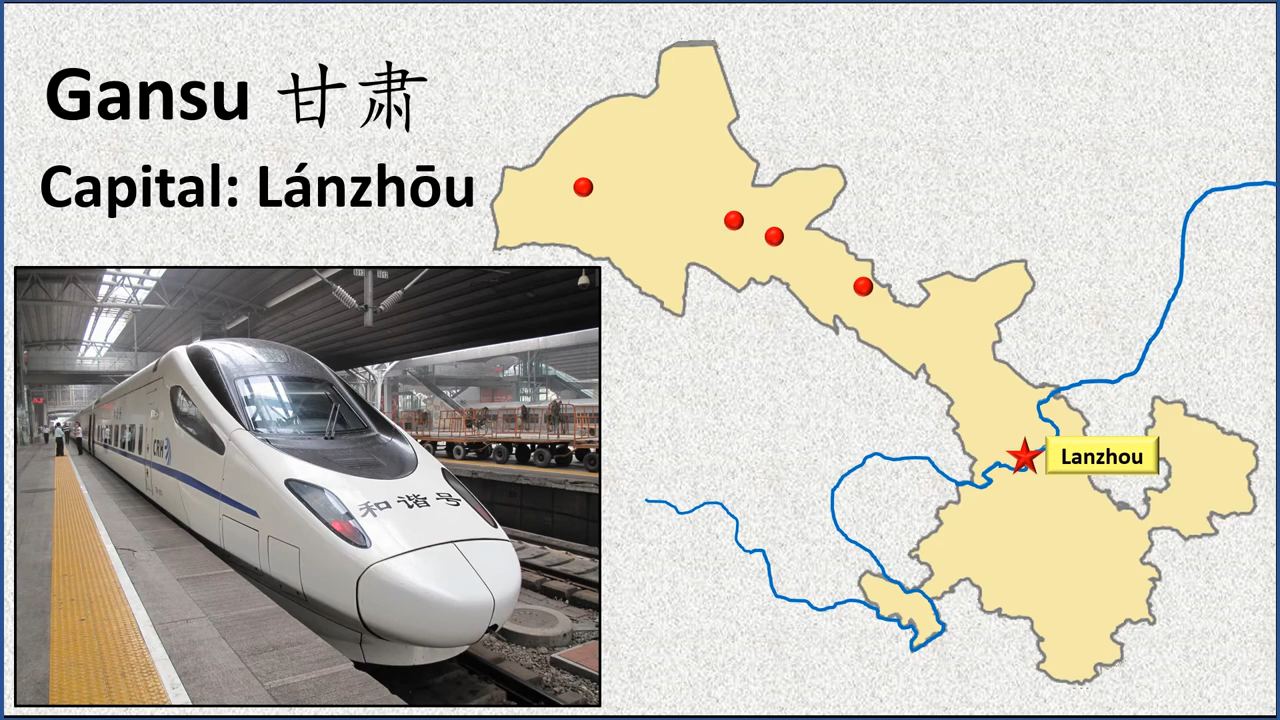 Gansu 甘肃
Capital: Lánzhōu
CRH
和谐号
Lanzhou